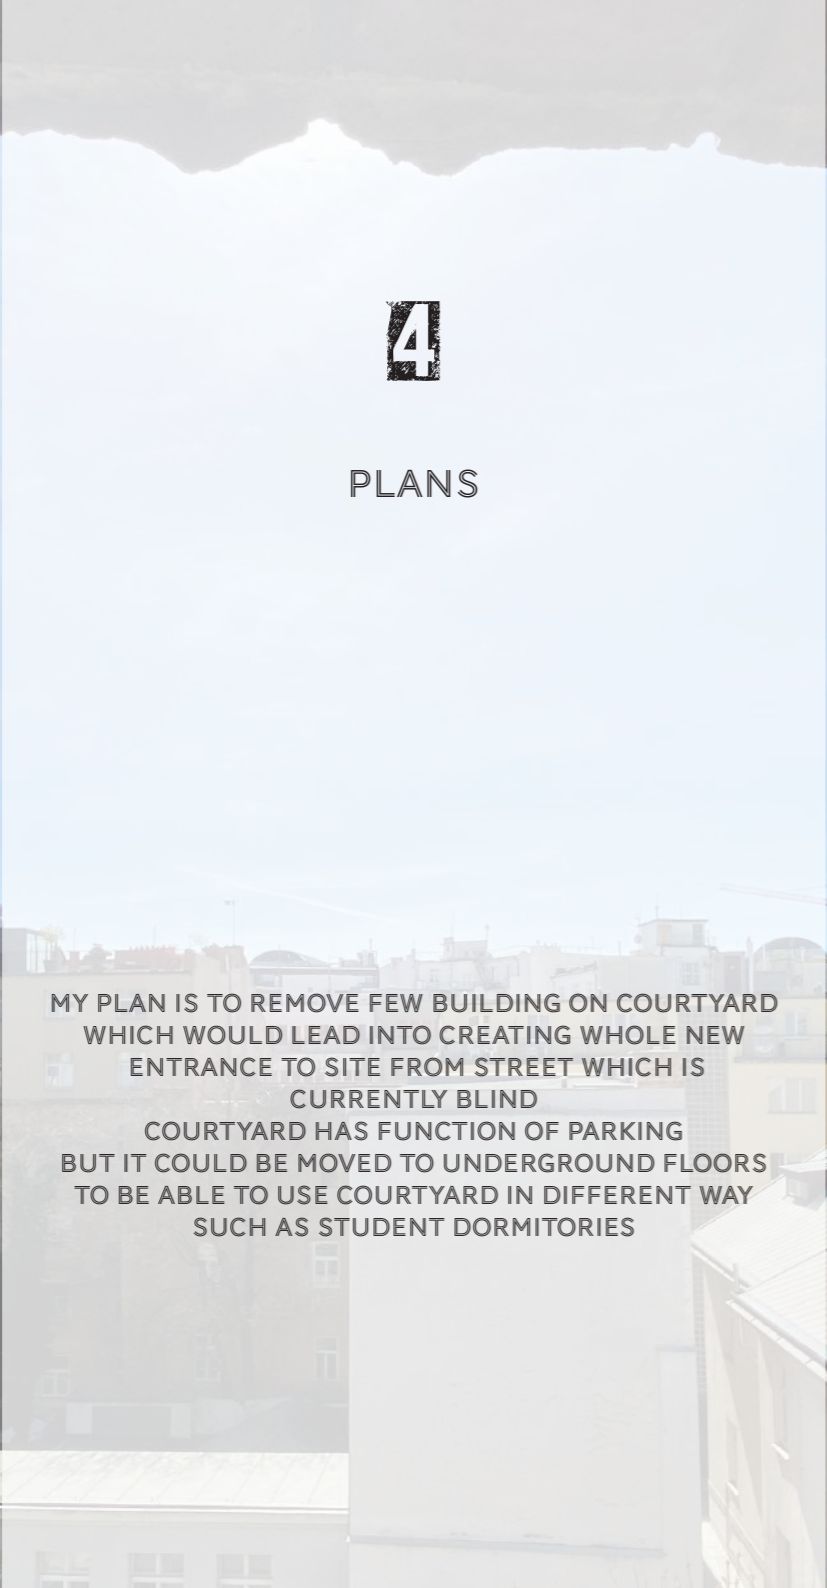 4
PLANS
MY PLAN IS TO REMOVE FEW BUILDING ON COURTYARD
WHICH WOULD LEAD INTO CREATING WHOLE NEW
ENTRANCE TO SITE FROM STREET WHICH IS
CURRENTLY BLIND
COURTYARD HAS FUNCTION OF PARKING
BUT IT COULD BE MOVED TO UNDERGROUND FLOORS
TO BE ABLE TO USE COURTYARD IN DIFFERENT WAY
SUCH AS STUDENT DORMITORIES